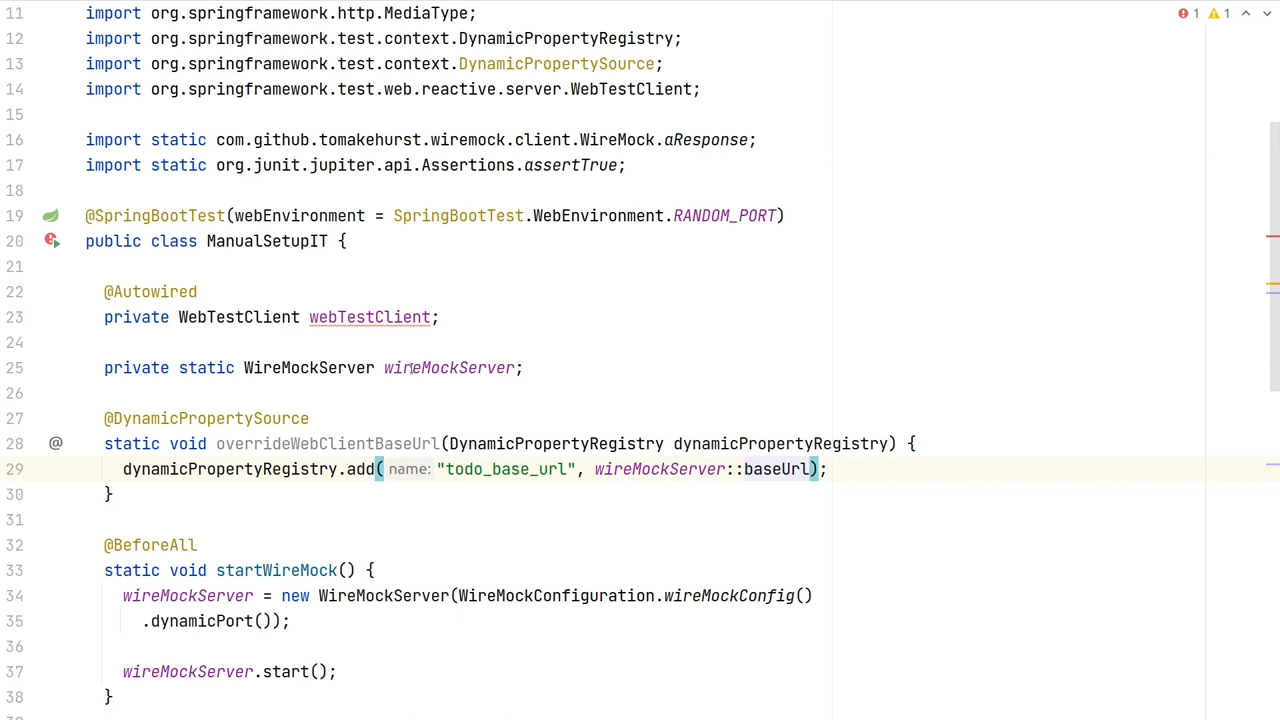 11 import org.springframework.http.MediaType; 1 1
12 import org.springframework.test.context.DynamicPropertyRegistry;
13 import org.springframework.test.context.DynamicPropertySource;
14 import org.springframework.test.web.reactive.server.WebTestClient;
15
16 import static com.github.tomakehurst.wiremock.client.WireMock.aResponse;
17 import static org.junit.jupiter.api.Assertions.assertTrue;
18
19 @SpringBootTest(webEnvironment = SpringBootTest.WebEnvironment.RANDOM_PORT)
20 public class ManualSetupIT {
21
22 @Autowired
23 private WebTestClient webTestClient;
24
25 private static WireMockServer wireMockServer;
26
27 @DynamicPropertySource
28 @ static void overrideWebClientBaseUrl(DynamicPropertyRegistry dynamicPropertyRegistry) {
29 dynamicPropertyRegistry.add( name: "todo_base_url", wireMockServer::baseUrl);
30 }
31
32 @BeforeAll
33 static void startWireMock() {
34 wireMockServer = new WireMockServer(WireMockConfiguration.wireMockConfig()
35 .dynamicPort());
36
37 wireMockServer.start();
38 }